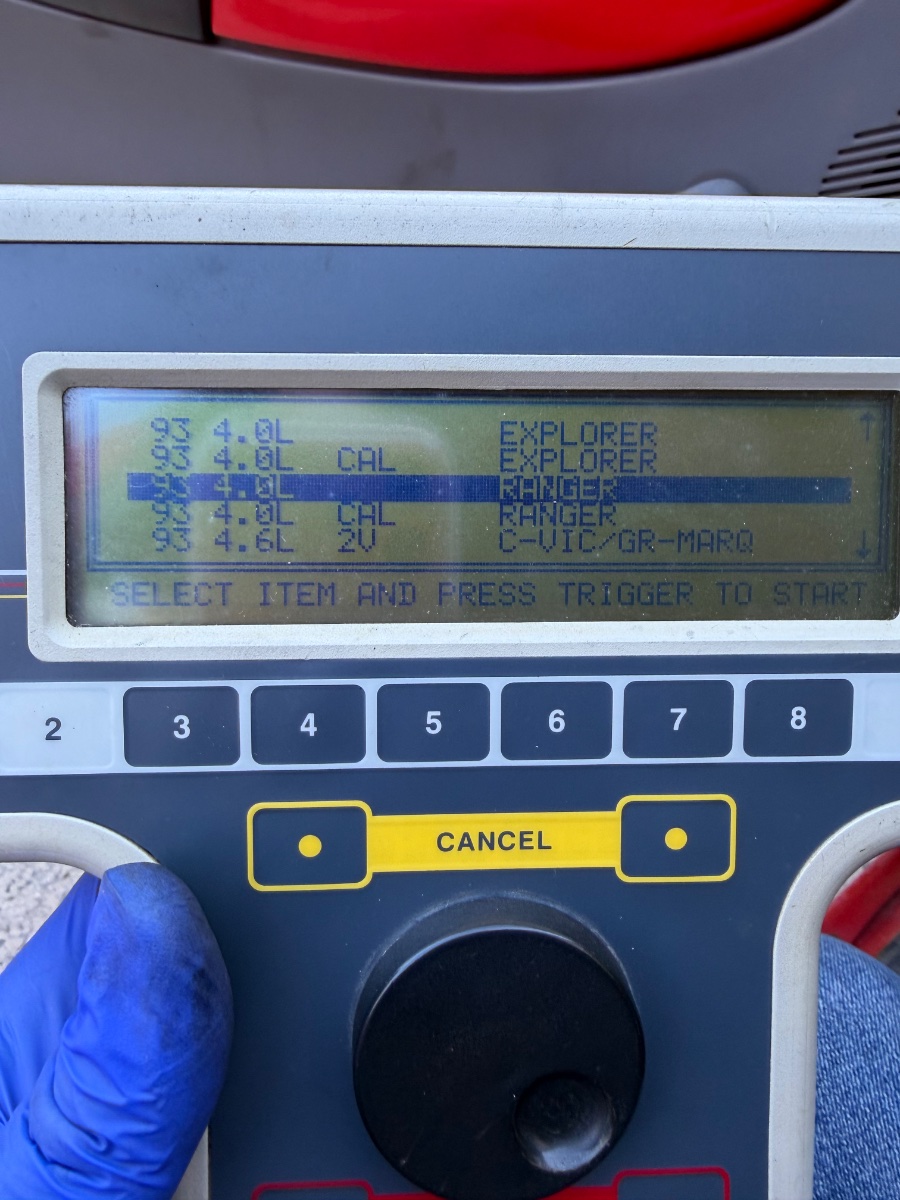 93 4.0L EXPLORER ↑
93 4.0L CAL EXPLORER
93 4.0L RANGER
93 4.0L CAL RANGER
93 4.6L 2V C-VIC/GR-MARQ ↓
SELECT ITEM AND PRESS TRIGGER TO START
2 3 4 5 6 7 8
CANCEL